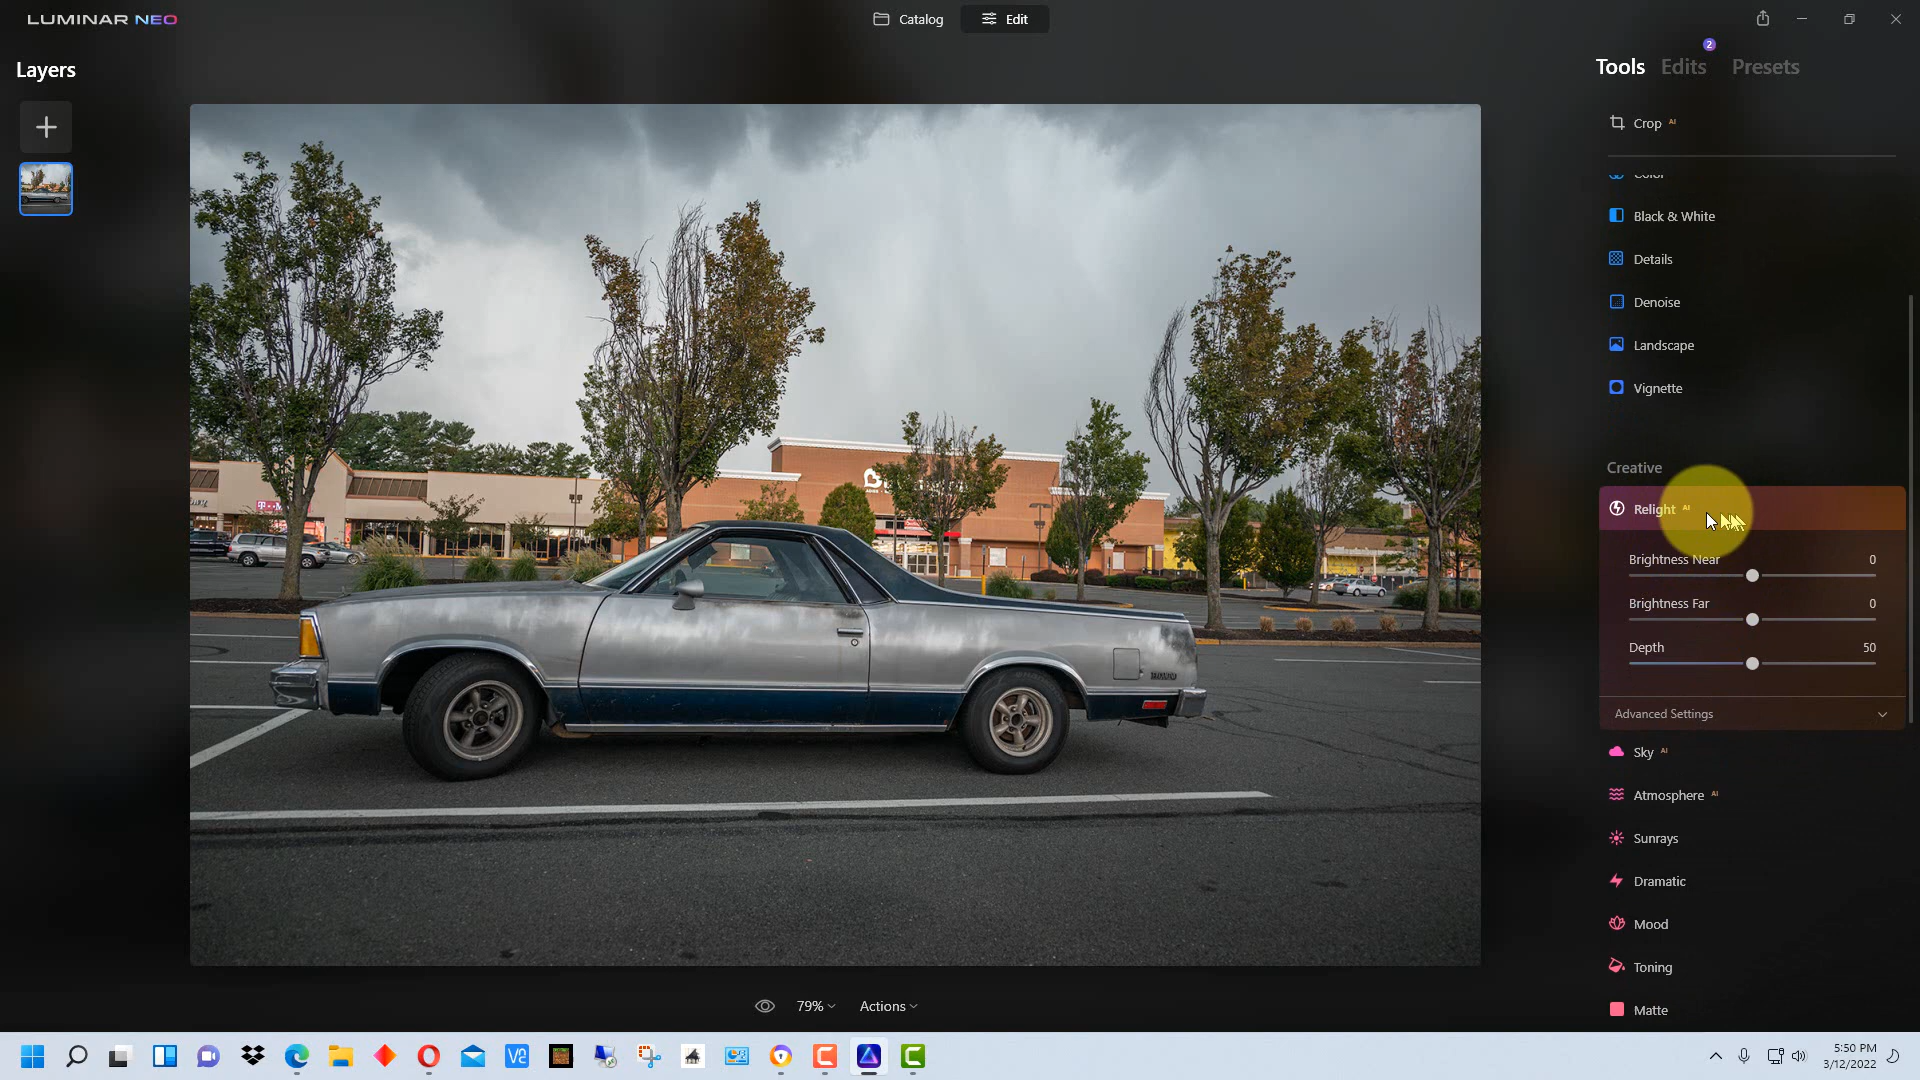 LUMINAR NEO
Catalog
Edit
Layers
2
Tools Edits Presets
Crop AI
Color
Black & White
Details
Denoise
Landscape
Vignette
Creative
Relight AI
Brightness Near 0
Brightness Far 0
Depth 50
Advanced Settings
Sky AI
Atmosphere AI
Sunrays
Dramatic
Mood
Toning
Matte
79%
Actions
5:50 PM
3/12/2022